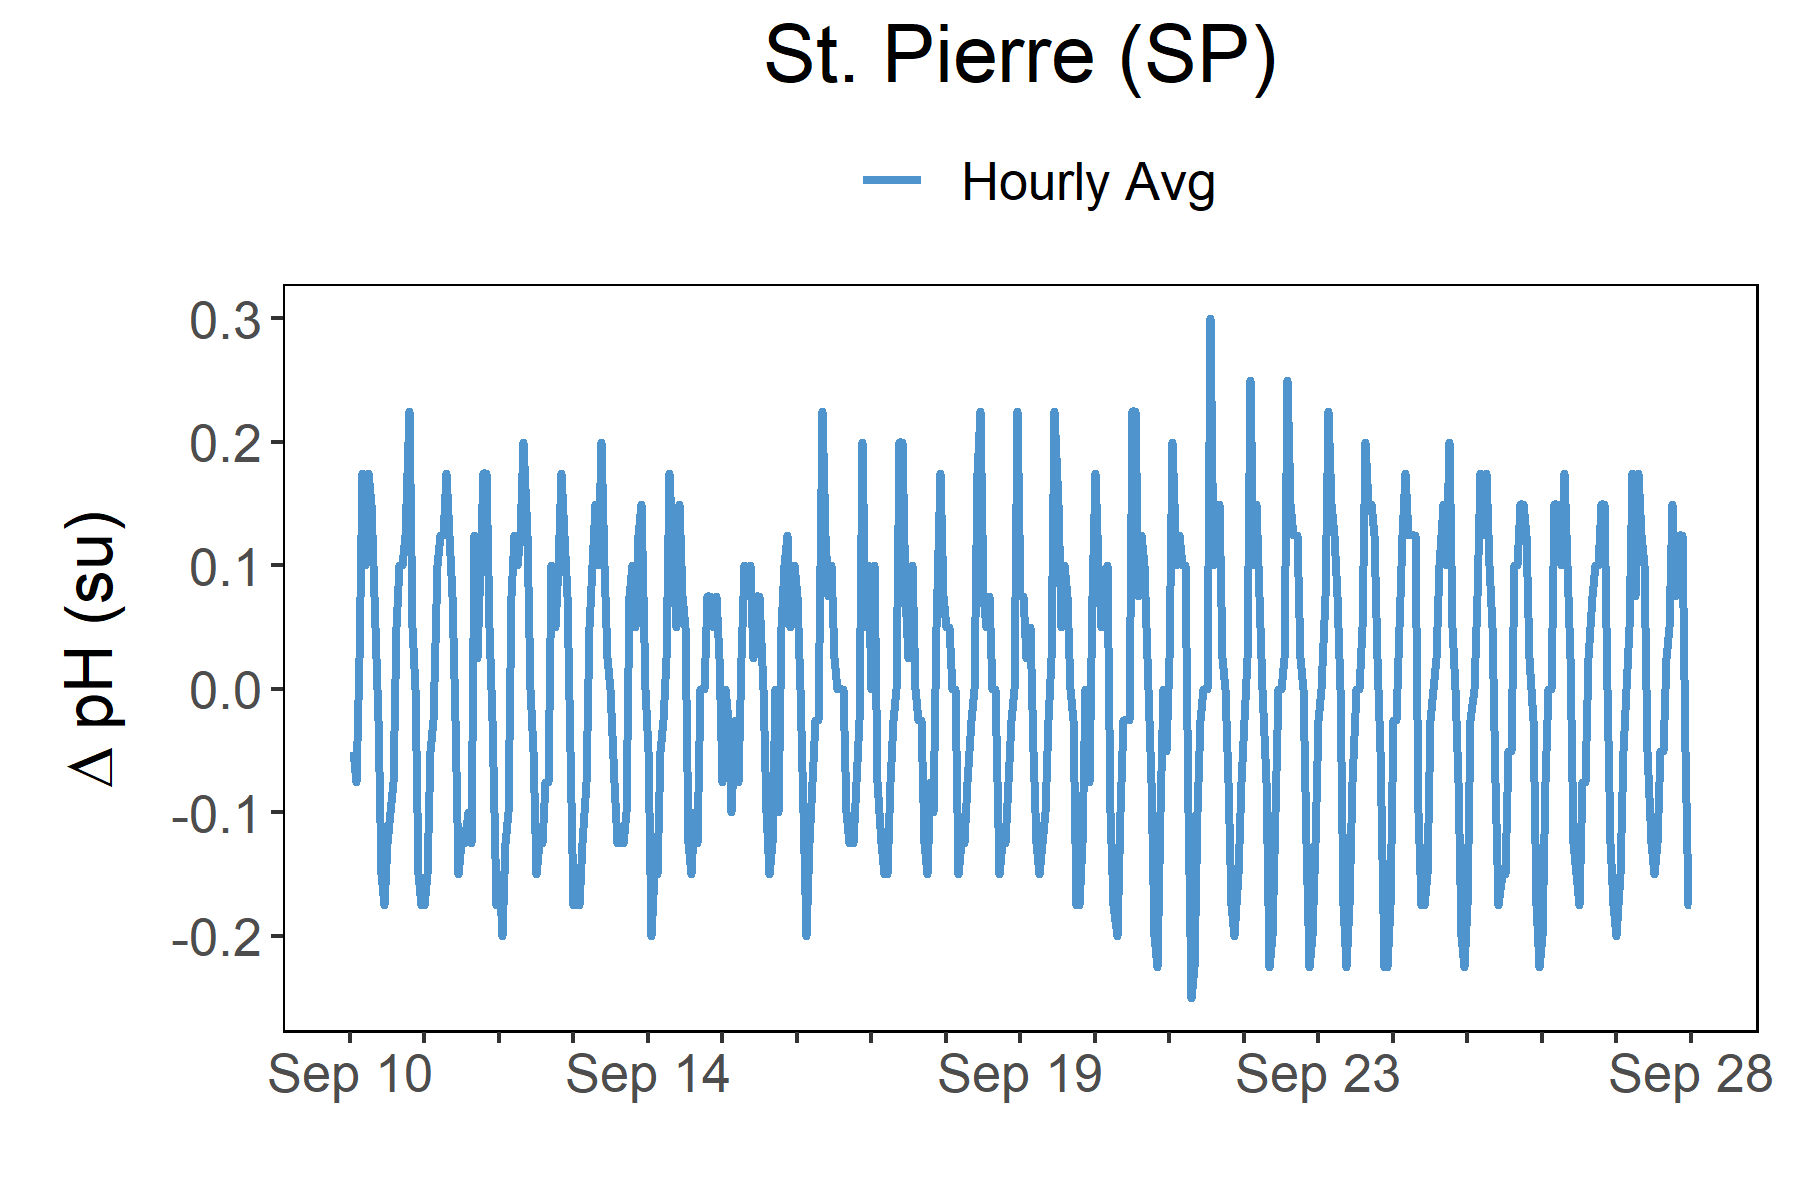 St. Pierre (SP)
Hourly Avg
Δ pH (su)
0.3
0.2
0.1
0.0
-0.1
-0.2
Sep 10 Sep 14 Sep 19 Sep 23 Sep 28